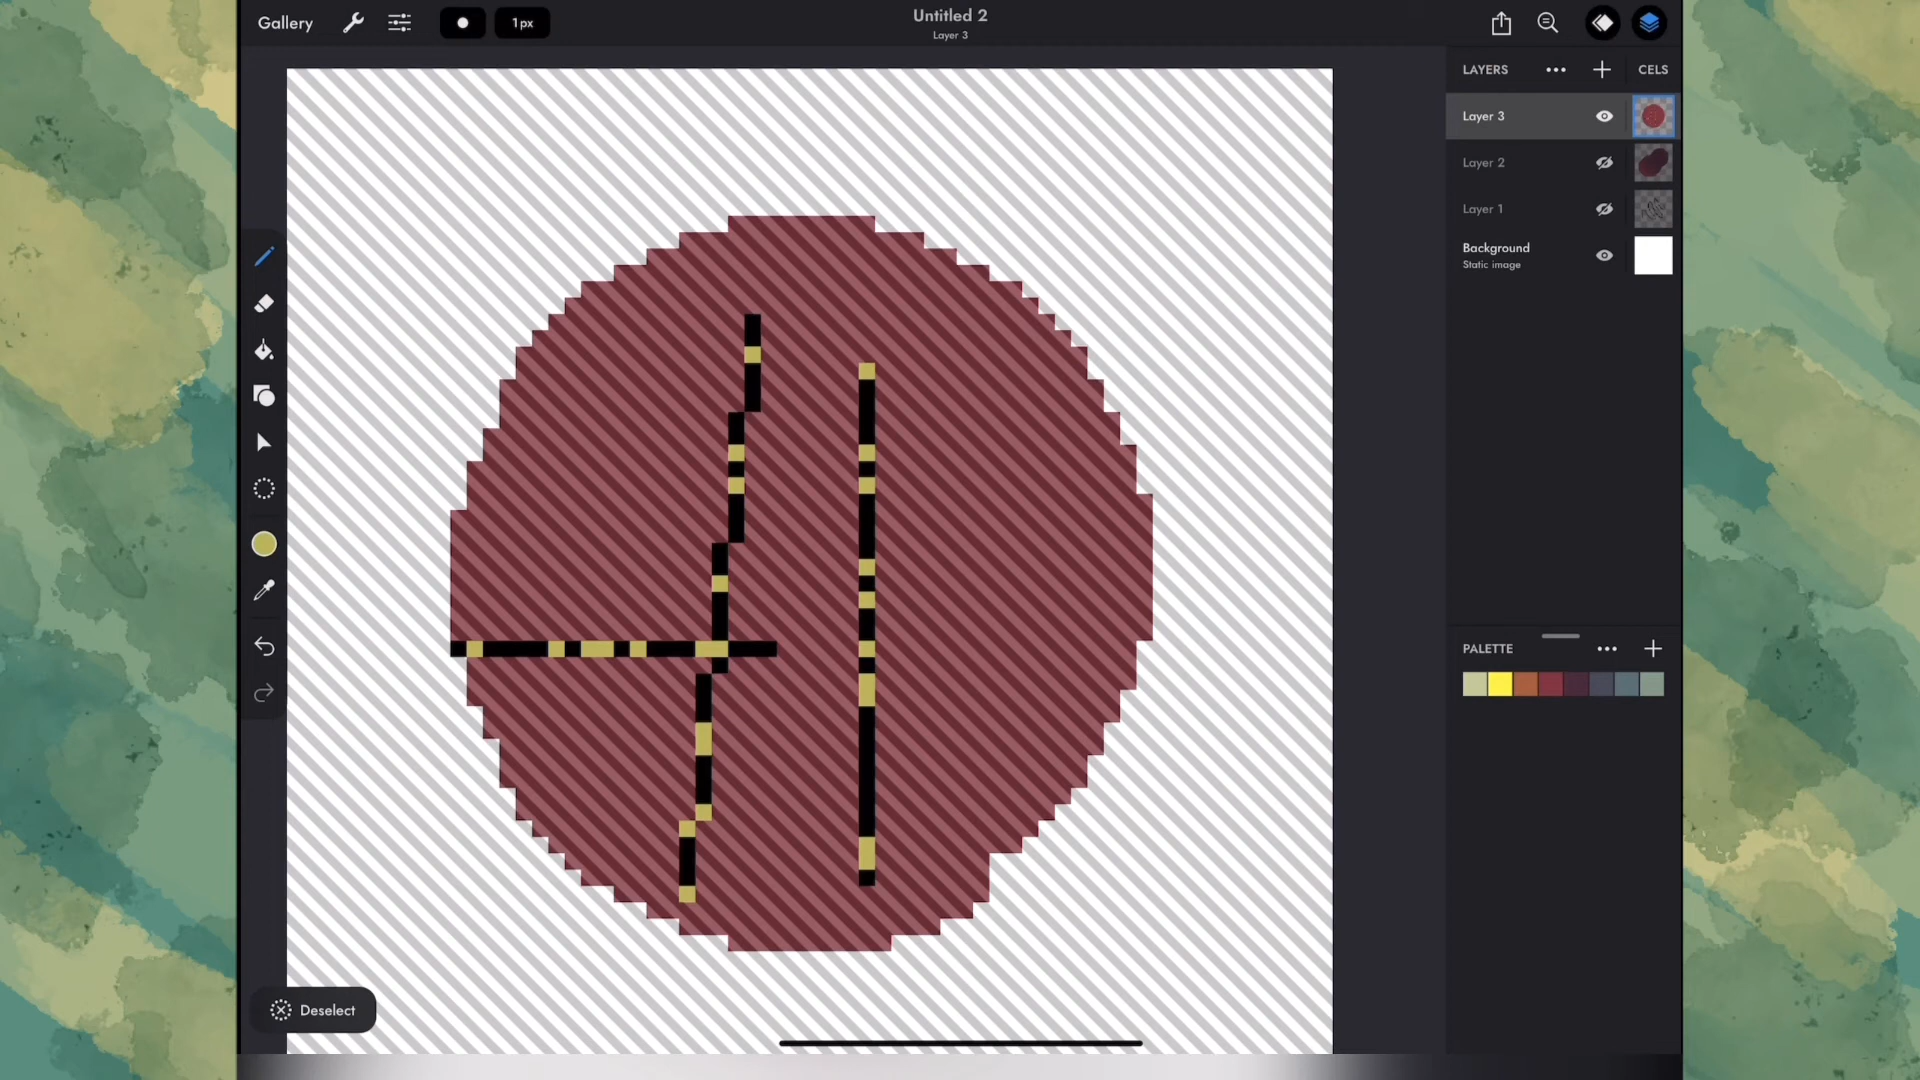 Gallery
1px
Untitled 2
Layer 3
LAYERS
CELS
Layer 3
Layer 2
Layer 1
Background
Static image
PALETTE
Deselect